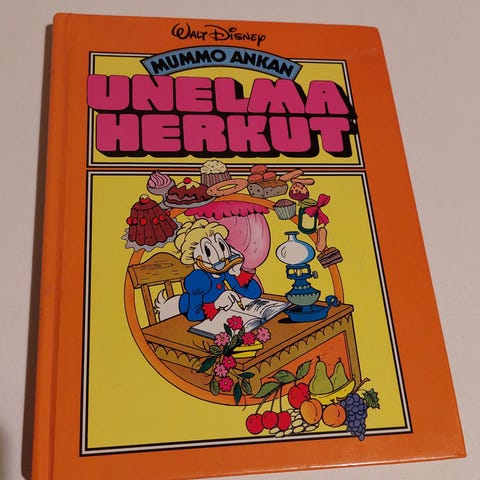 WALT DISNEY
MUMMO ANKAN
UNELMA
HERKUT